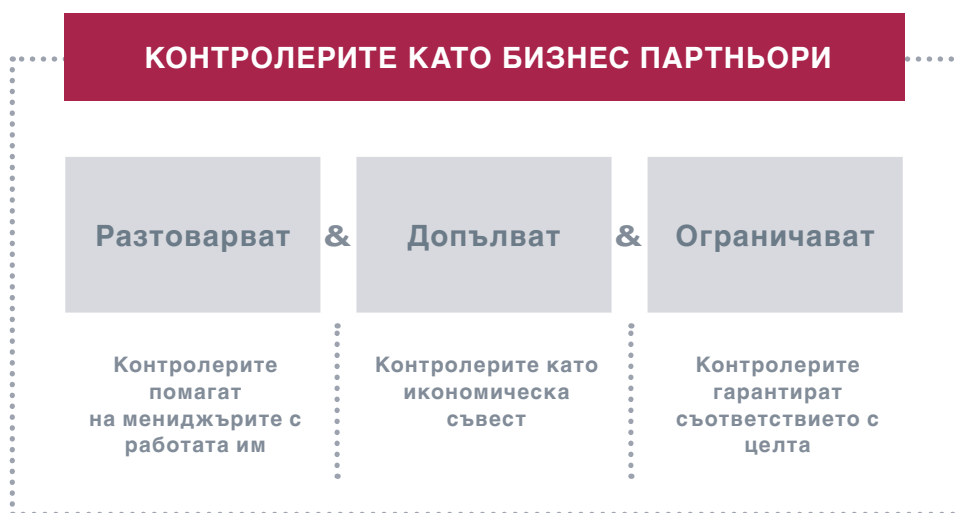 КОНТРОЛЕРИТЕ КАТО БИЗНЕС ПАРТНЬОРИ
Разтоварват & Допълват & Ограничават
Контролерите
помагат
на мениджърите с
работата им
Контролерите като
икономическа
съвест
Контролерите
гарантират
съответствието с
целта